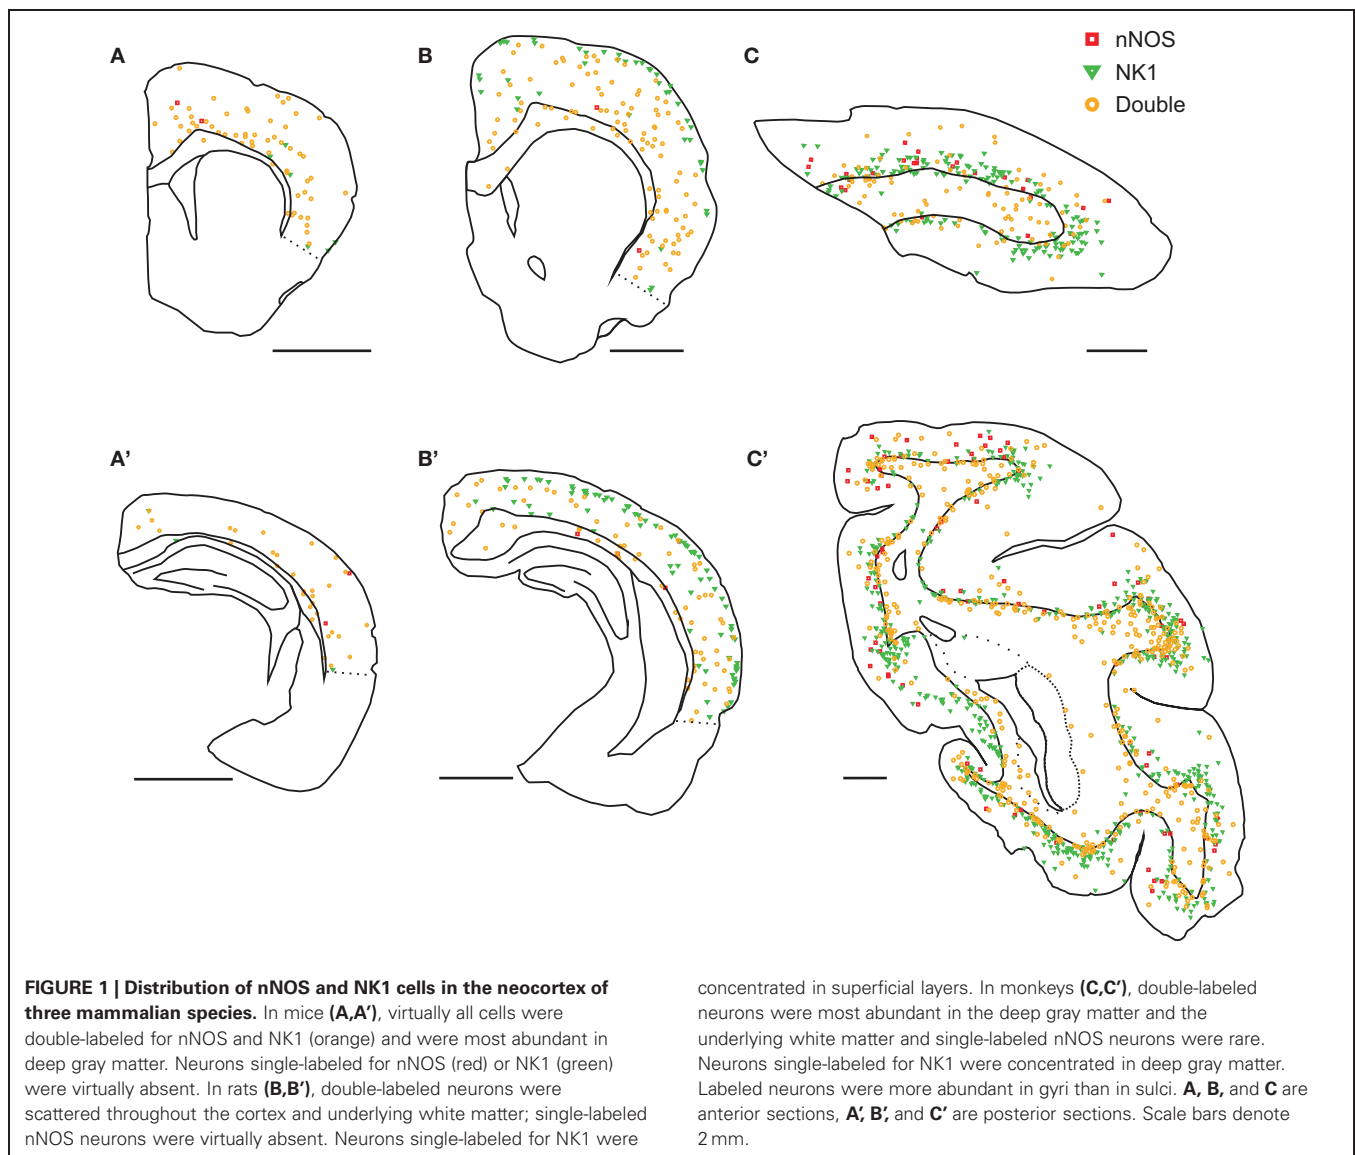 A
B
C
nNOS
NK1
Double
A’
B’
C’
FIGURE 1 | Distribution of nNOS and NK1 cells in the neocortex of
three mammalian species. In mice (A,A’), virtually all cells were
double-labeled for nNOS and NK1 (orange) and were most abundant in
deep gray matter. Neurons single-labeled for nNOS (red) or NK1 (green)
were virtually absent. In rats (B,B’), double-labeled neurons were
scattered throughout the cortex and underlying white matter; single-labeled
nNOS neurons were virtually absent. Neurons single-labeled for NK1 were
concentrated in superficial layers. In monkeys (C,C’), double-labeled
neurons were most abundant in the deep gray matter and the
underlying white matter and single-labeled nNOS neurons were rare.
Neurons single-labeled for NK1 were concentrated in deep gray matter.
Labeled neurons were more abundant in gyri than in sulci. A, B, and C are
anterior sections, A’, B’, and C’ are posterior sections. Scale bars denote
2 mm.